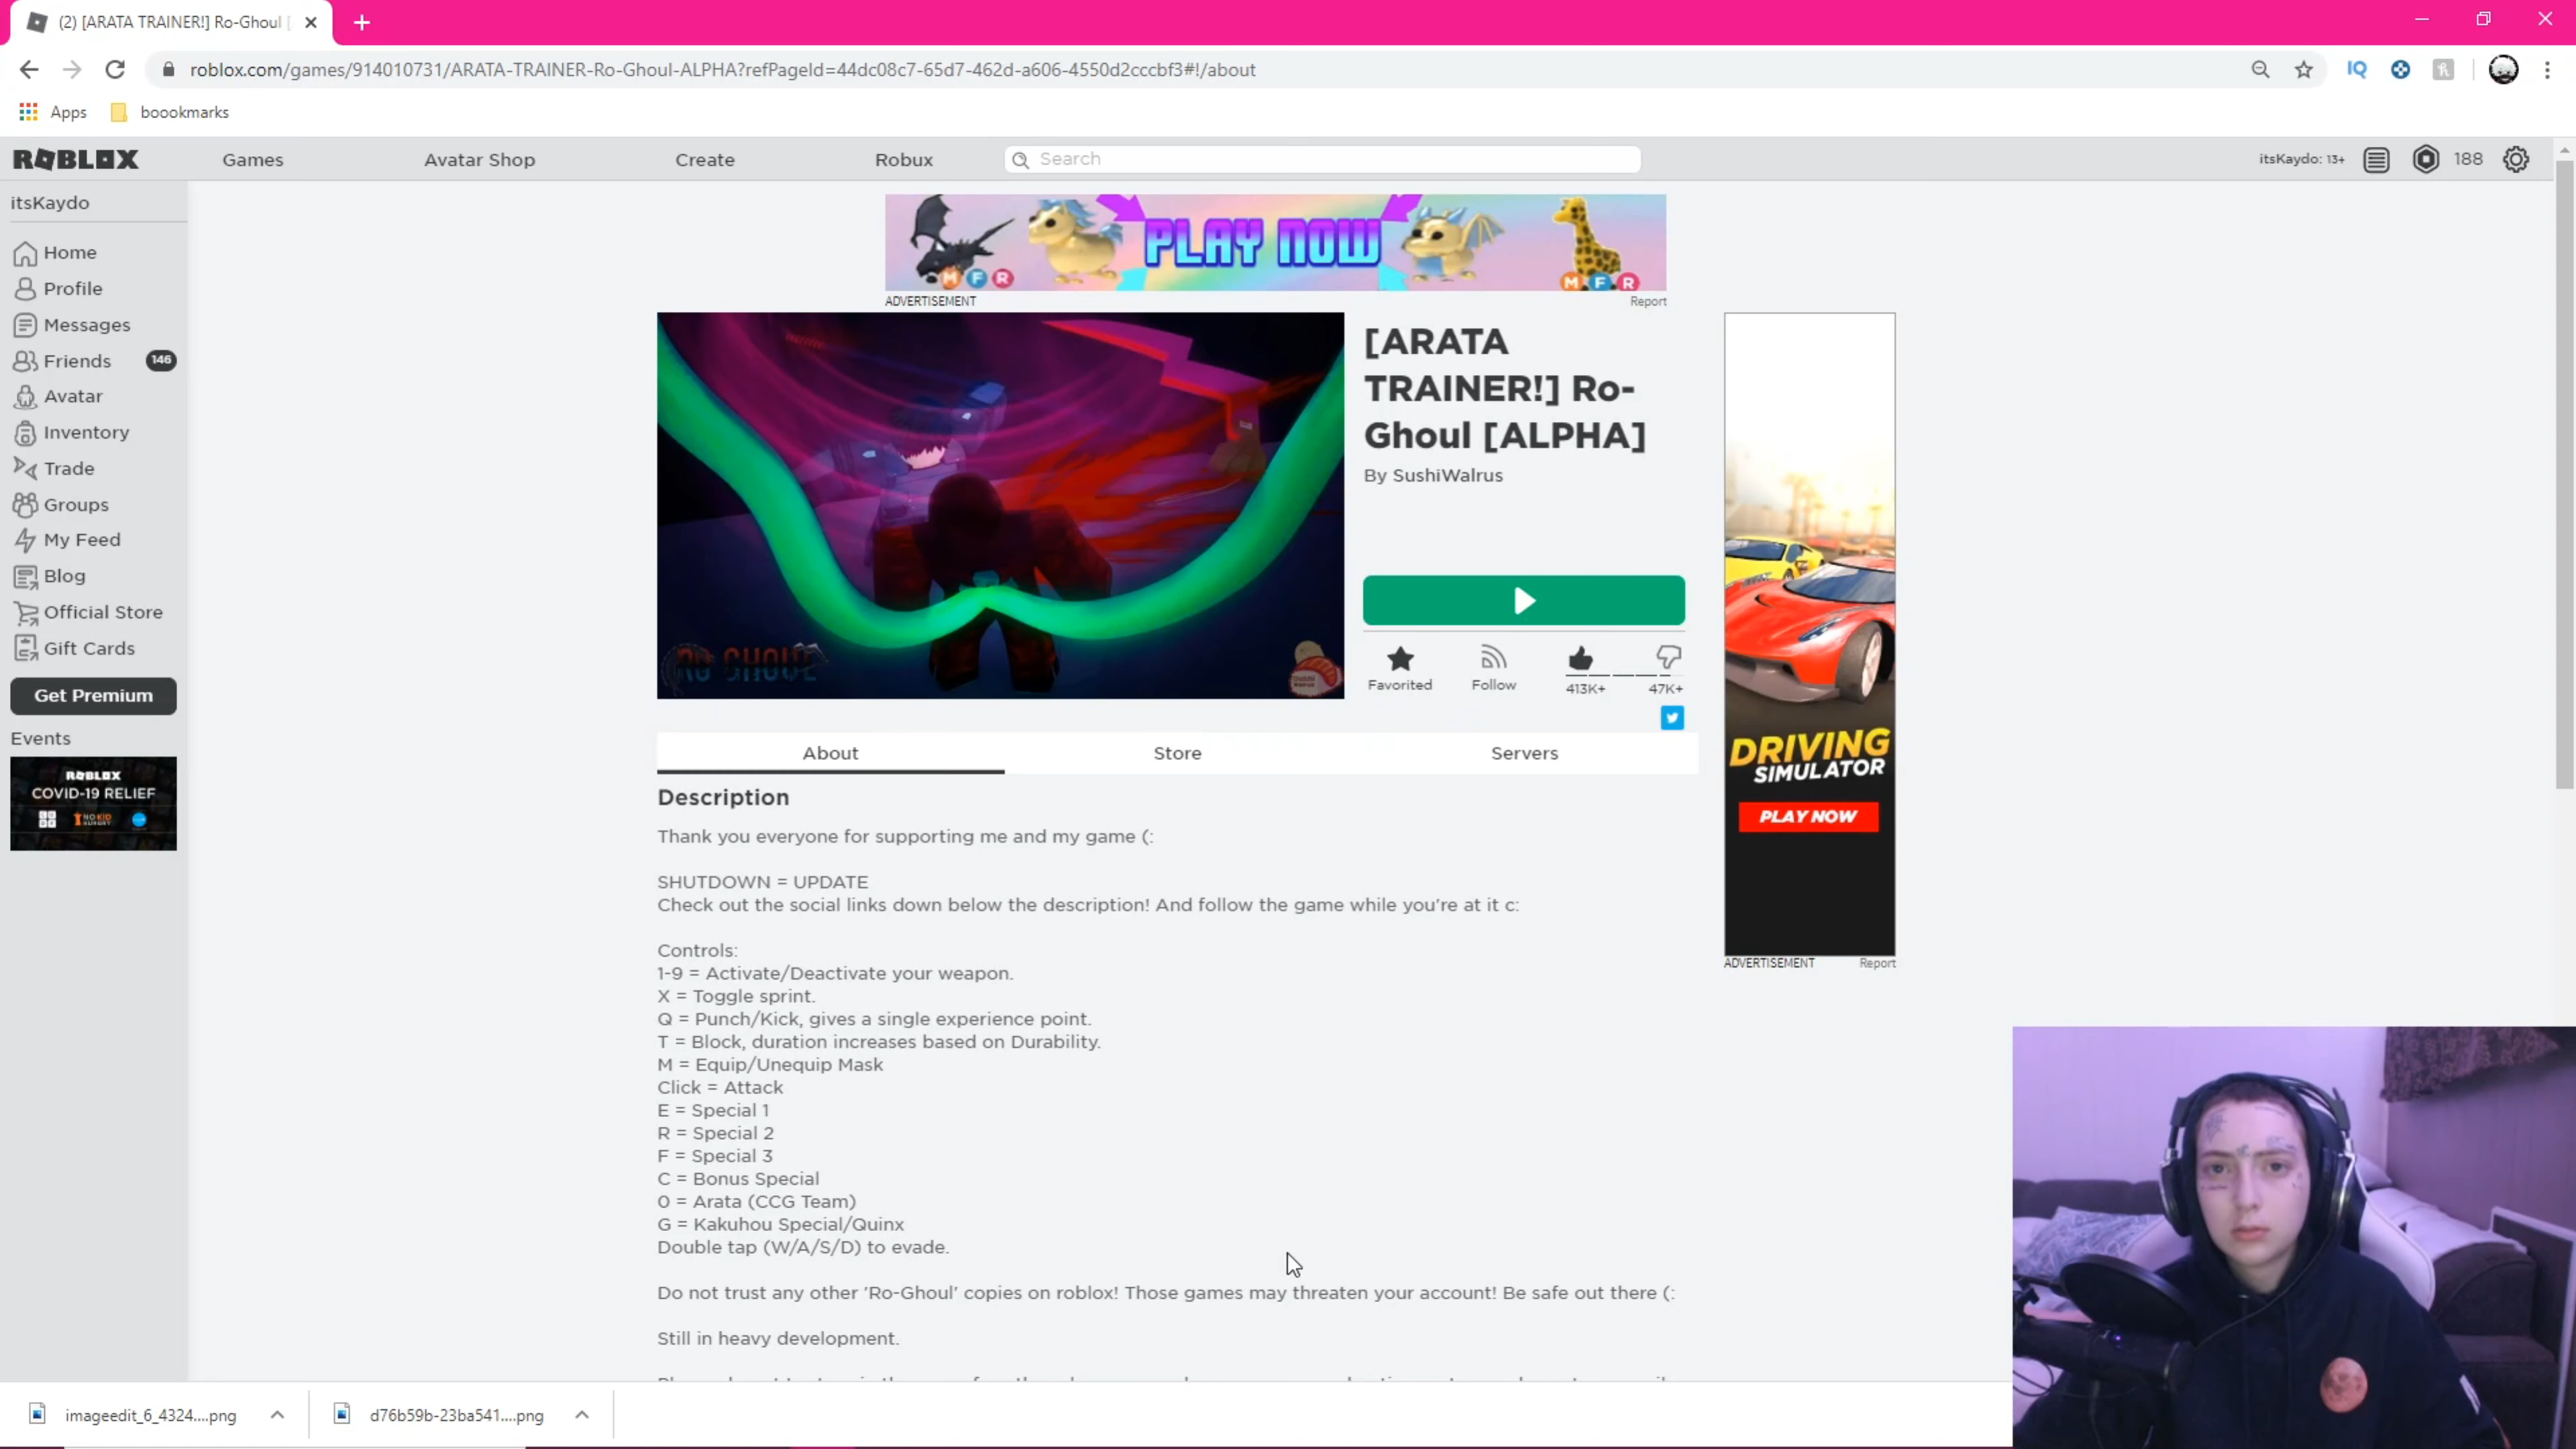 (2) [ARATA TRAINER!] Ro-Ghoul [
roblox.com/games/914010731/ARATA-TRAINER-Ro-Ghoul-ALPHA?refPageId=44dc08c7-65d7-462d-a606-4550d2cccbf3#!/about
IQ
Apps
boookmarks
ROBLOX
Games
Avatar Shop
Create
Robux
Search
itsKaydo: 13+
188
itsKaydo
Home
Profile
Messages
Friends 146
Avatar
Inventory
Trade
Groups
My Feed
Blog
Official Store
Gift Cards
Get Premium
Events
ROBLOX
COVID-19 RELIEF
NO KID
HUNGRY
PLAY NOW
M F R
M F R
ADVERTISEMENT
Report
RO GHOUL
[ARATA
TRAINER!] Ro-
Ghoul [ALPHA]
By SushiWalrus
Favorited
Follow
413K+
47K+
About
Store
Servers
Description
Thank you everyone for supporting me and my game (:
SHUTDOWN = UPDATE
Check out the social links down below the description! And follow the game while you're at it c:
Controls:
1-9 = Activate/Deactivate your weapon.
X = Toggle sprint.
Q = Punch/Kick, gives a single experience point.
T = Block, duration increases based on Durability.
M = Equip/Unequip Mask
Click = Attack
E = Special 1
R = Special 2
F = Special 3
C = Bonus Special
0 = Arata (CCG Team)
G = Kakuhou Special/Quinx
Double tap (W/A/S/D) to evade.
Do not trust any other 'Ro-Ghoul' copies on roblox! Those games may threaten your account! Be safe out there (:
Still in heavy development.
DRIVING
SIMULATOR
PLAY NOW
ADVERTISEMENT
Report
imageedit_6_4324....png
d76b59b-23ba541....png